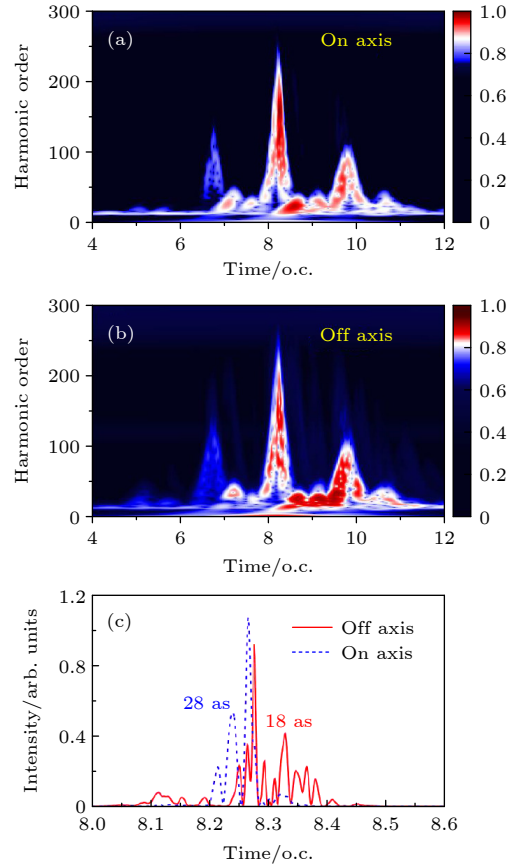 300
(a)
On axis
1.0
Harmonic order
200
0.8
0.6
100
0.4
0.2
0
0
4
6
8
10
12
Time/o.c.
300
(b)
Off axis
1.0
Harmonic order
200
0.8
0.6
100
0.4
0.2
0
0
4
6
8
10
12
Time/o.c.
1.2
(c)
Off axis
On axis
Intensity/arb. units
0.8
28 as
18 as
0.4
0
8.0
8.1
8.2
8.3
8.4
8.5
8.6
Time/o.c.